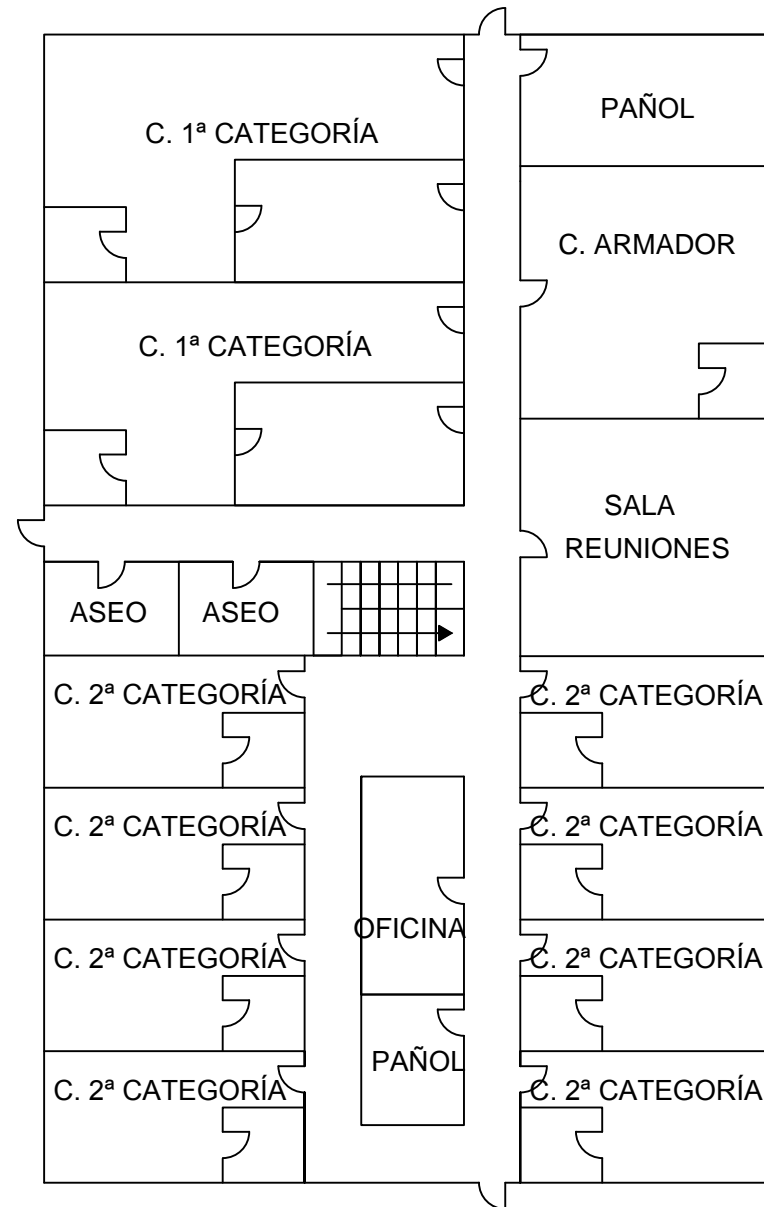 PAÑOL
C. 1ª CATEGORÍA
C. ARMADOR
C. 1ª CATEGORÍA
SALA
REUNIONES
ASEO
ASEO
C. 2ª CATEGORÍA
C. 2ª CATEGORÍA
C. 2ª CATEGORÍA
C. 2ª CATEGORÍA
OFICINA
C. 2ª CATEGORÍA
C. 2ª CATEGORÍA
PAÑOL
C. 2ª CATEGORÍA
C. 2ª CATEGORÍA